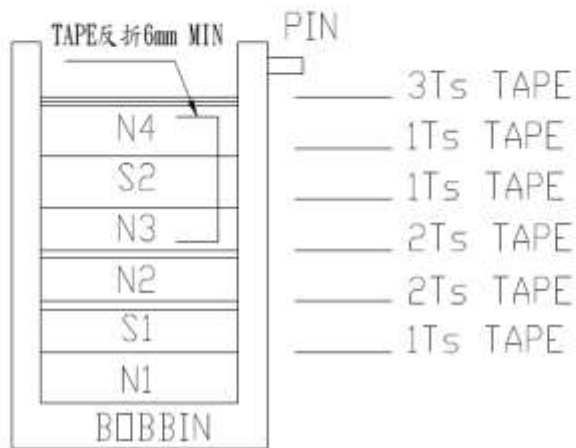 TAPE反折6mm MIN
PIN
3Ts TAPE
N4
1Ts TAPE
S2
1Ts TAPE
N3
2Ts TAPE
N2
2Ts TAPE
S1
1Ts TAPE
N1
BOBBIN